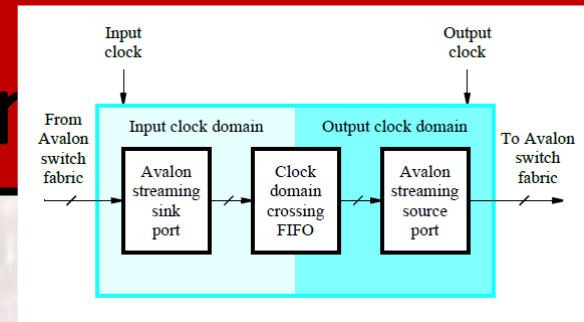 Input
clock
Output
clock
From
Avalon
switch
fabric
Input clock domain
Output clock domain
To Avalon
switch
fabric
Avalon
streaming
sink
port
Clock
domain
crossing
FIFO
Avalon
streaming
source
port